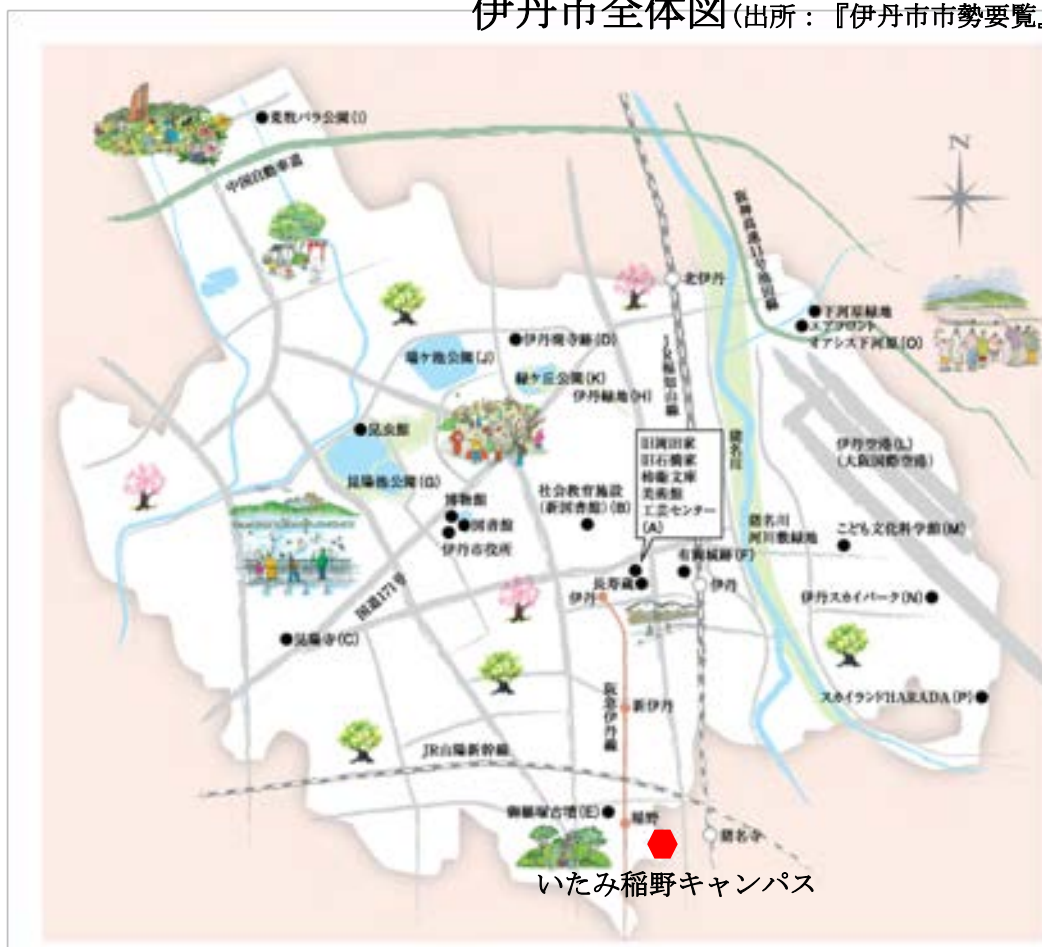 伊丹市全体図(出所：『伊丹市市勢要覧』
荒牧バラ公園(I)
中国自動車道
N
阪神高速11号池田線
北伊丹
下河原緑地
エアフロント
オアシス下河原(O)
伊丹廃寺跡(D)
瑞ケ池公園(J)
緑ケ丘公園(K)
伊丹緑地(H)
JR福知山線
昆虫館
猪名川
旧岡田家
旧石橋家
柿衞文庫
美術館
工芸センター
(A)
伊丹空港(L)
(大阪国際空港)
昆陽池公園(G)
社会教育施設
(新図書館)(B)
博物館
図書館
伊丹市役所
猪名川
河川敷緑地
こども文化科学館(M)
有岡城跡(F)
長寿蔵
伊丹
伊丹
国道171号
伊丹スカイパーク(N)
昆陽寺(C)
スカイランドHARADA(P)
阪急伊丹線
新伊丹
JR山陽新幹線
御願塚古墳(E)
稲野
猪名寺
いたみ稲野キャンパス